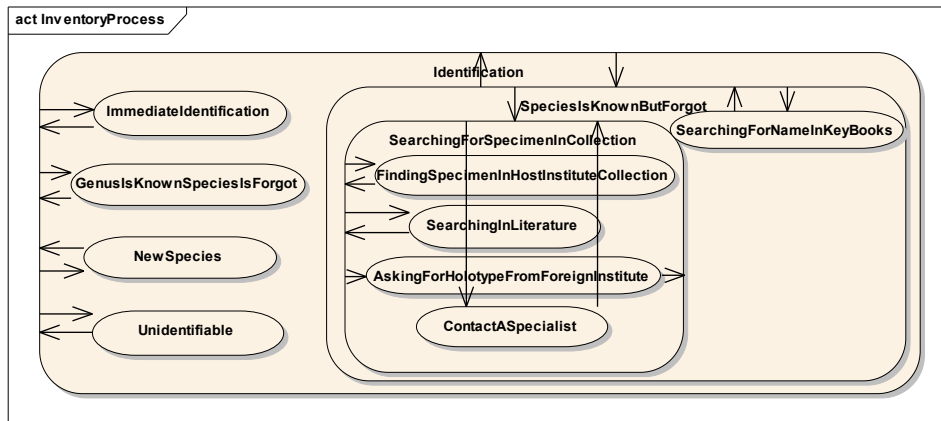 act InventoryProcess
Identification
ImmediateIdentification
GenusIsKnownSpeciesIsForgot
NewSpecies
Unidentifiable
SpeciesIsKnownButForgot
SearchingForNameInKeyBooks
SearchingForSpecimenInCollection
FindingSpecimenInHostInstituteCollection
SearchingInLiterature
AskingForHolotypeFromForeignInstitute
ContactASpecialist